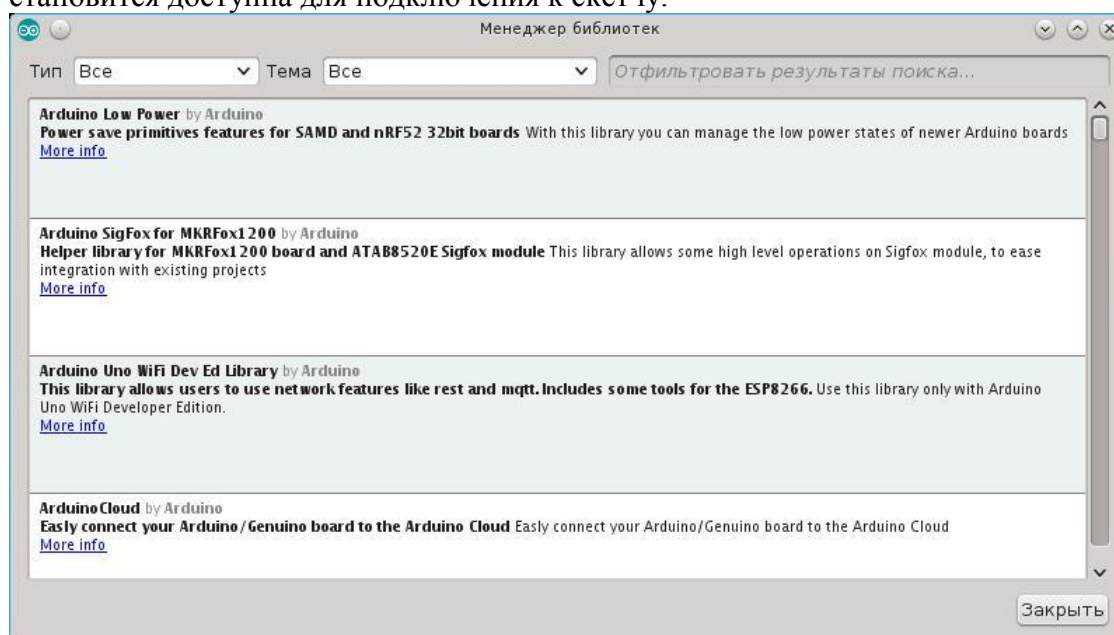 становится доступна для подключения к скетчу.
Менеджер библиотек
Тип Все Тема Все Отфильтровать результаты поиска...
Arduino Low Power by Arduino
Power save primitives features for SAMD and nRF52 32bit boards With this library you can manage the low power states of newer Arduino boards
More info
Arduino SigFox for MKRFox1200 by Arduino
Helper library for MKRFox1200 board and ATAB8520E Sigfox module This library allows some high level operations on Sigfox module, to ease
integration with existing projects
More info
Arduino Uno WiFi Dev Ed Library by Arduino
This library allows users to use network features like rest and mqtt. Includes some tools for the ESP8266. Use this library only with Arduino
Uno WiFi Developer Edition.
More info
ArduinoCloud by Arduino
Easly connect your Arduino/Genuino board to the Arduino Cloud Easly connect your Arduino/Genuino board to the Arduino Cloud
More info
Закрыть